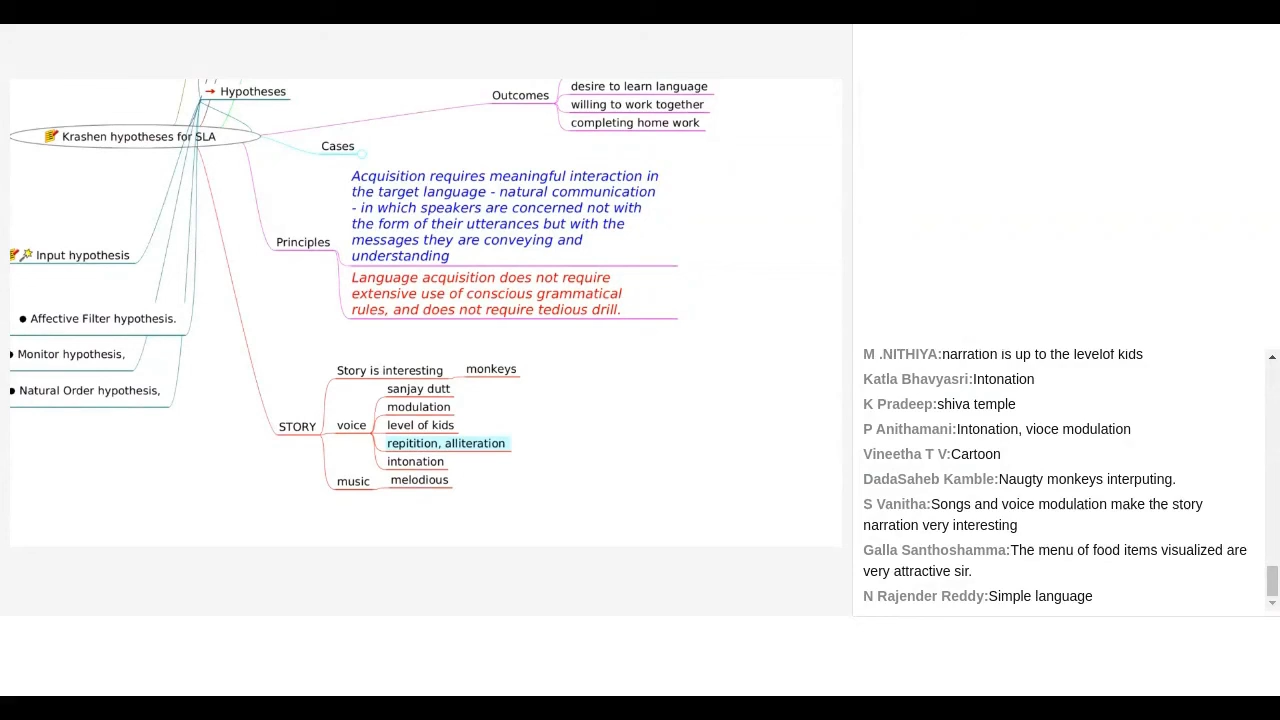 Hypotheses
Krashen hypotheses for SLA
Input hypothesis
● Affective Filter hypothesis.
● Monitor hypothesis,
● Natural Order hypothesis,
Outcomes
desire to learn language
willing to work together
completing home work
Cases
Principles
Acquisition requires meaningful interaction in
the target language - natural communication
- in which speakers are concerned not with
the form of their utterances but with the
messages they are conveying and
understanding
Language acquisition does not require
extensive use of conscious grammatical
rules, and does not require tedious drill.
STORY
Story is interesting
monkeys
voice
sanjay dutt
modulation
level of kids
repitition, alliteration
intonation
music
melodious
M .NITHIYA:narration is up to the levelof kids
Katla Bhavyasri:Intonation
K Pradeep:shiva temple
P Anithamani:Intonation, vioce modulation
Vineetha T V:Cartoon
DadaSaheb Kamble:Naugty monkeys interputing.
S Vanitha:Songs and voice modulation make the story
narration very interesting
Galla Santhoshamma:The menu of food items visualized are
very attractive sir.
N Rajender Reddy:Simple language